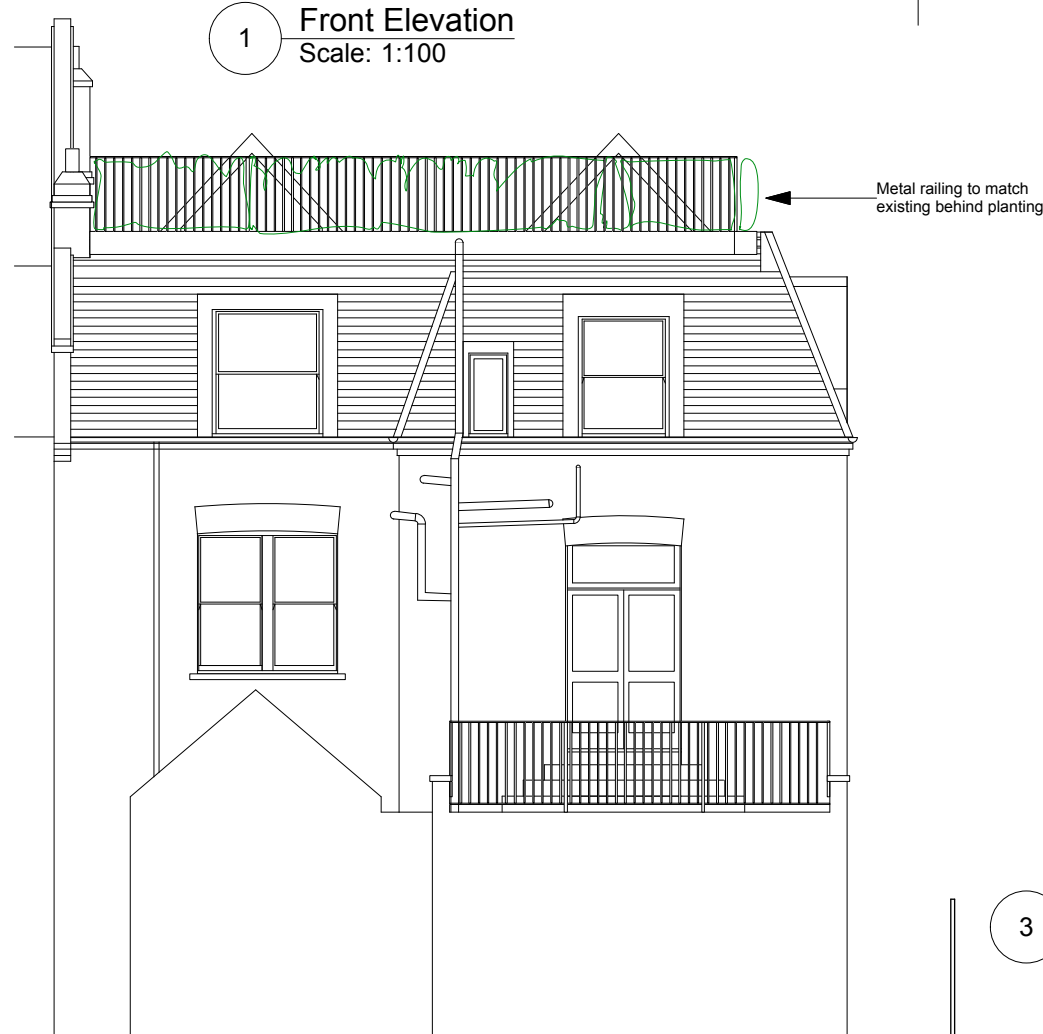 1
Front Elevation
Scale: 1:100
Metal railing to match
existing behind planting
3